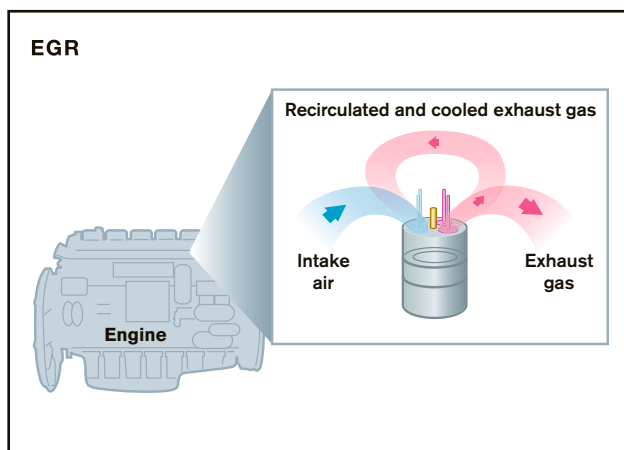 EGR
Recirculated and cooled exhaust gas
Intake
air
Exhaust
gas
Engine